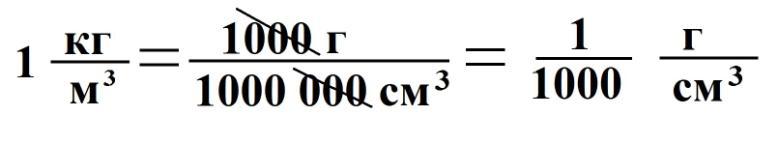 1 кг/м³ = 1000 г / 1000 000 см³ = 1/1000 г/см³